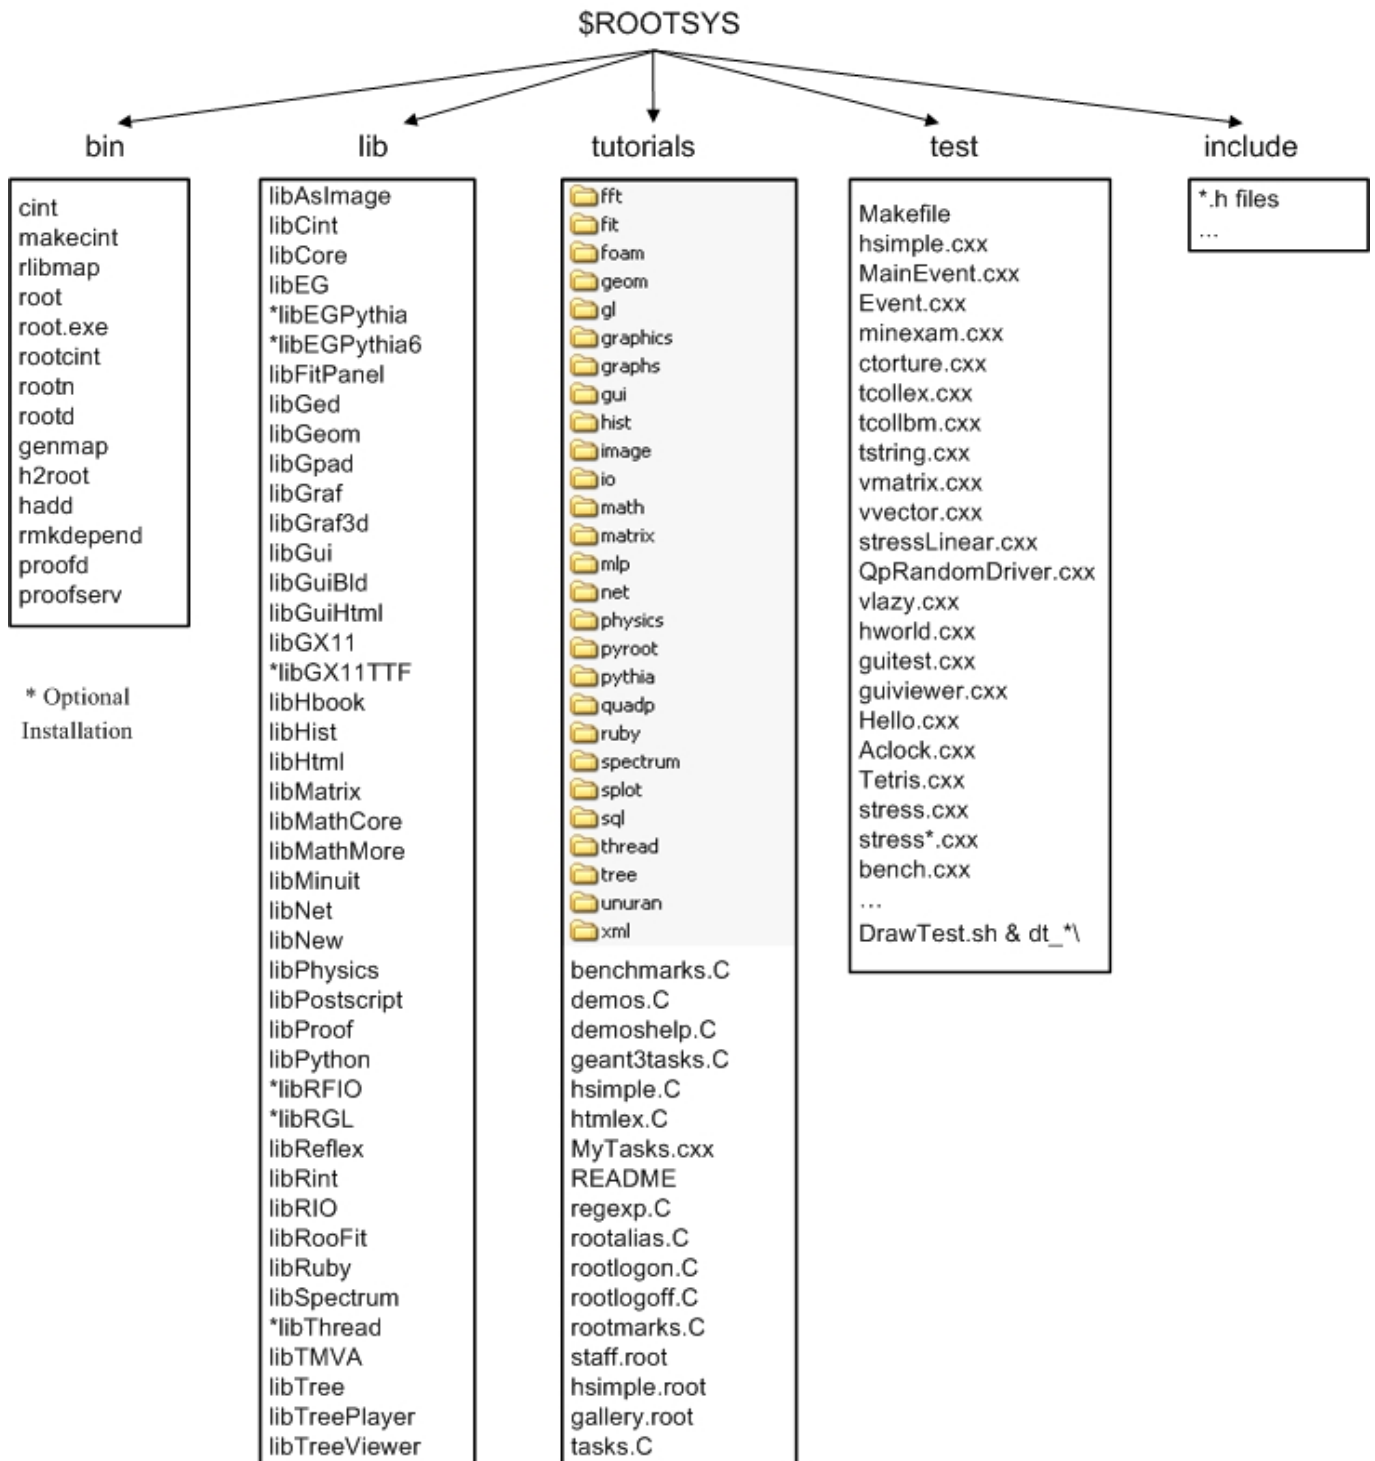 $ROOTSYS
bin
lib
tutorials
test
include
cint
makecint
rlibmap
root
root.exe
rootcint
rootn
rootd
genmap
h2root
hadd
rmkdepend
proofd
proofserv
* Optional
Installation
libAsImage
libCint
libCore
libEG
*libEGPythia
*libEGPythia6
libFitPanel
libGed
libGeom
libGpad
libGraf
libGraf3d
libGui
libGuiBld
libGuiHtml
libGX11
*libGX11TTF
libHbook
libHist
libHtml
libMatrix
libMathCore
libMathMore
libMinuit
libNet
libNew
libPhysics
libPostscript
libProof
libPython
*libRFIO
*libRGL
libReflex
libRint
libRIO
libRooFit
libRuby
libSpectrum
*libThread
libTMVA
libTree
libTreePlayer
libTreeViewer
fft
fit
foam
geom
gl
graphics
graphs
gui
hist
image
io
math
matrix
mlp
net
physics
pyroot
pythia
quadp
ruby
spectrum
splot
sql
thread
tree
unuran
xml
benchmarks.C
demos.C
demoshelp.C
geant3tasks.C
hsimple.C
htmlex.C
MyTasks.cxx
README
regexp.C
rootalias.C
rootlogon.C
rootlogoff.C
rootmarks.C
staff.root
hsimple.root
gallery.root
tasks.C
Makefile
hsimple.cxx
MainEvent.cxx
Event.cxx
minexam.cxx
ctorture.cxx
tcollex.cxx
tcollbm.cxx
tstring.cxx
vmatrix.cxx
vvector.cxx
stressLinear.cxx
QpRandomDriver.cxx
vlazy.cxx
hworld.cxx
guitest.cxx
guiviewer.cxx
Hello.cxx
Aclock.cxx
Tetris.cxx
stress.cxx
stress*.cxx
bench.cxx
...
DrawTest.sh & dt_*\
*.h files
...